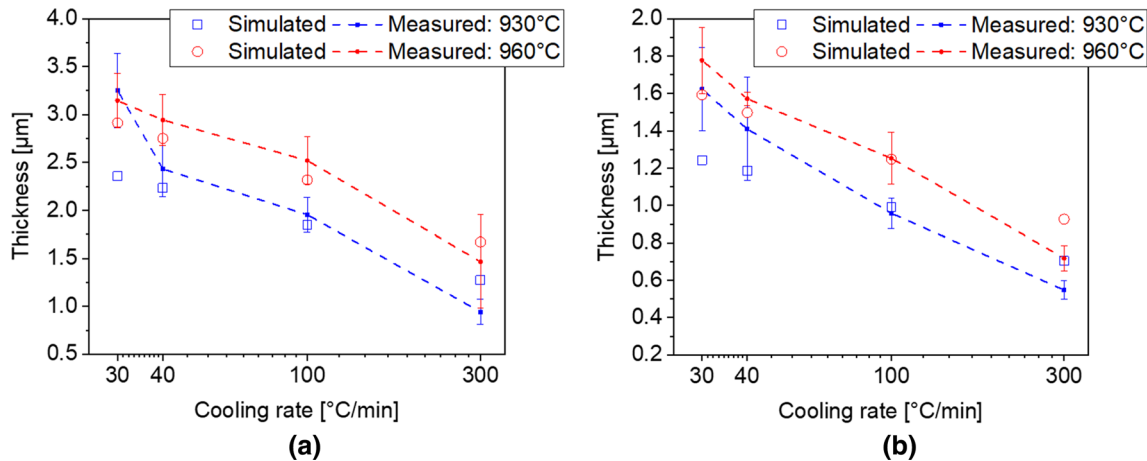 Simulated Measured: 930°C
Simulated Measured: 960°C
4.0
3.5
3.0
2.5
2.0
1.5
1.0
0.5
Thickness [µm]
30 40 100 300
Cooling rate [°C/min]
(a)
Simulated Measured: 930°C
Simulated Measured: 960°C
2.0
1.8
1.6
1.4
1.2
1.0
0.8
0.6
0.4
0.2
Thickness [µm]
30 40 100 300
Cooling rate [°C/min]
(b)